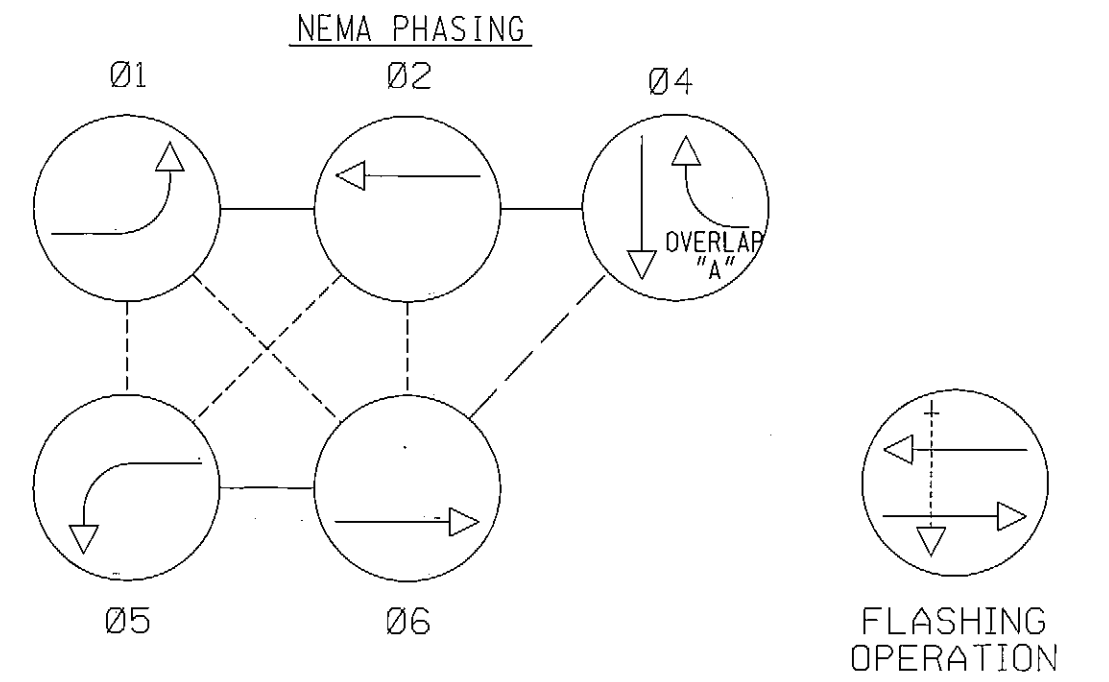 NEMA PHASING
Ø1
Ø2
Ø4
OVERLAP
"A"
Ø5
Ø6
FLASHING
OPERATION